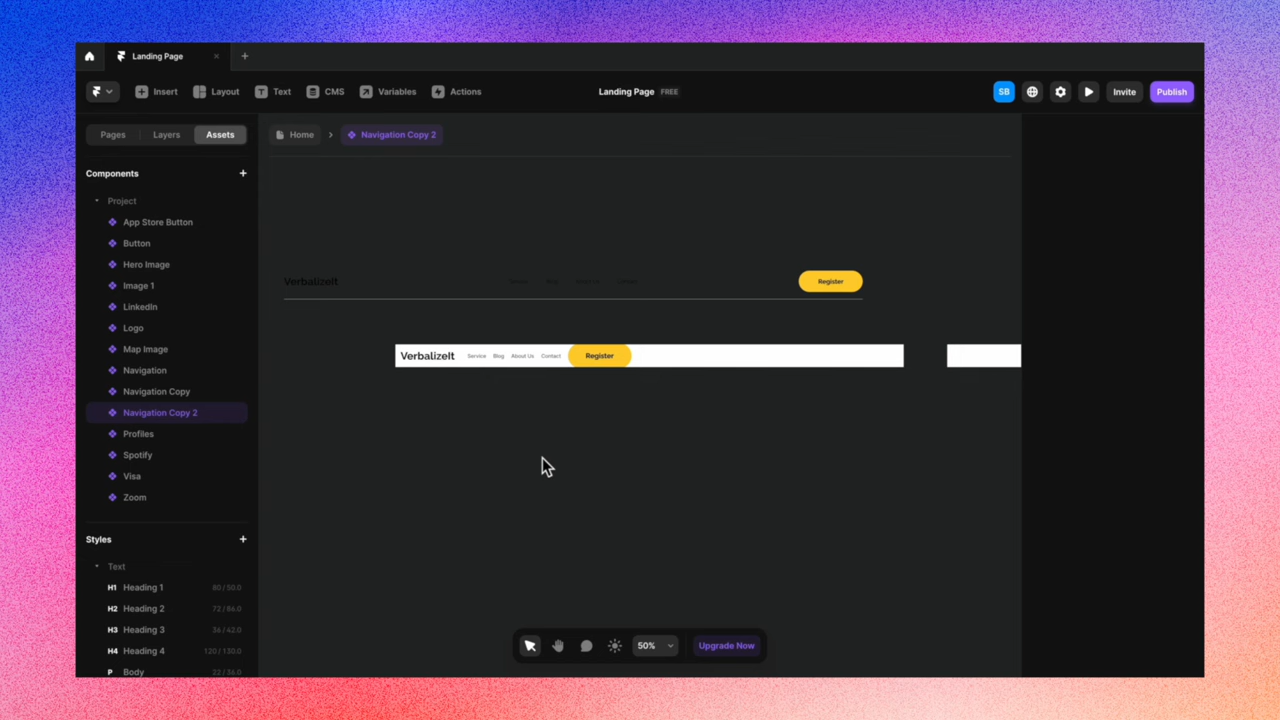 Landing Page
Insert Layout Text CMS Variables Actions
Landing Page FREE
SB Invite Publish
Pages Layers Assets
Home Navigation Copy 2
Components
Project
App Store Button
Button
Hero Image
Image 1
LinkedIn
Logo
Map Image
Navigation
Navigation Copy
Navigation Copy 2
Profiles
Spotify
Visa
Zoom
Styles
Text
H1 Heading 1 80 / 50.0
H2 Heading 2 72 / 86.0
H3 Heading 3 36 / 42.0
H4 Heading 4 120 / 130.0
P Body 22 / 36.0
VerbalizeIt Register
VerbalizeIt Service Blog About Us Contact Register
50% Upgrade Now